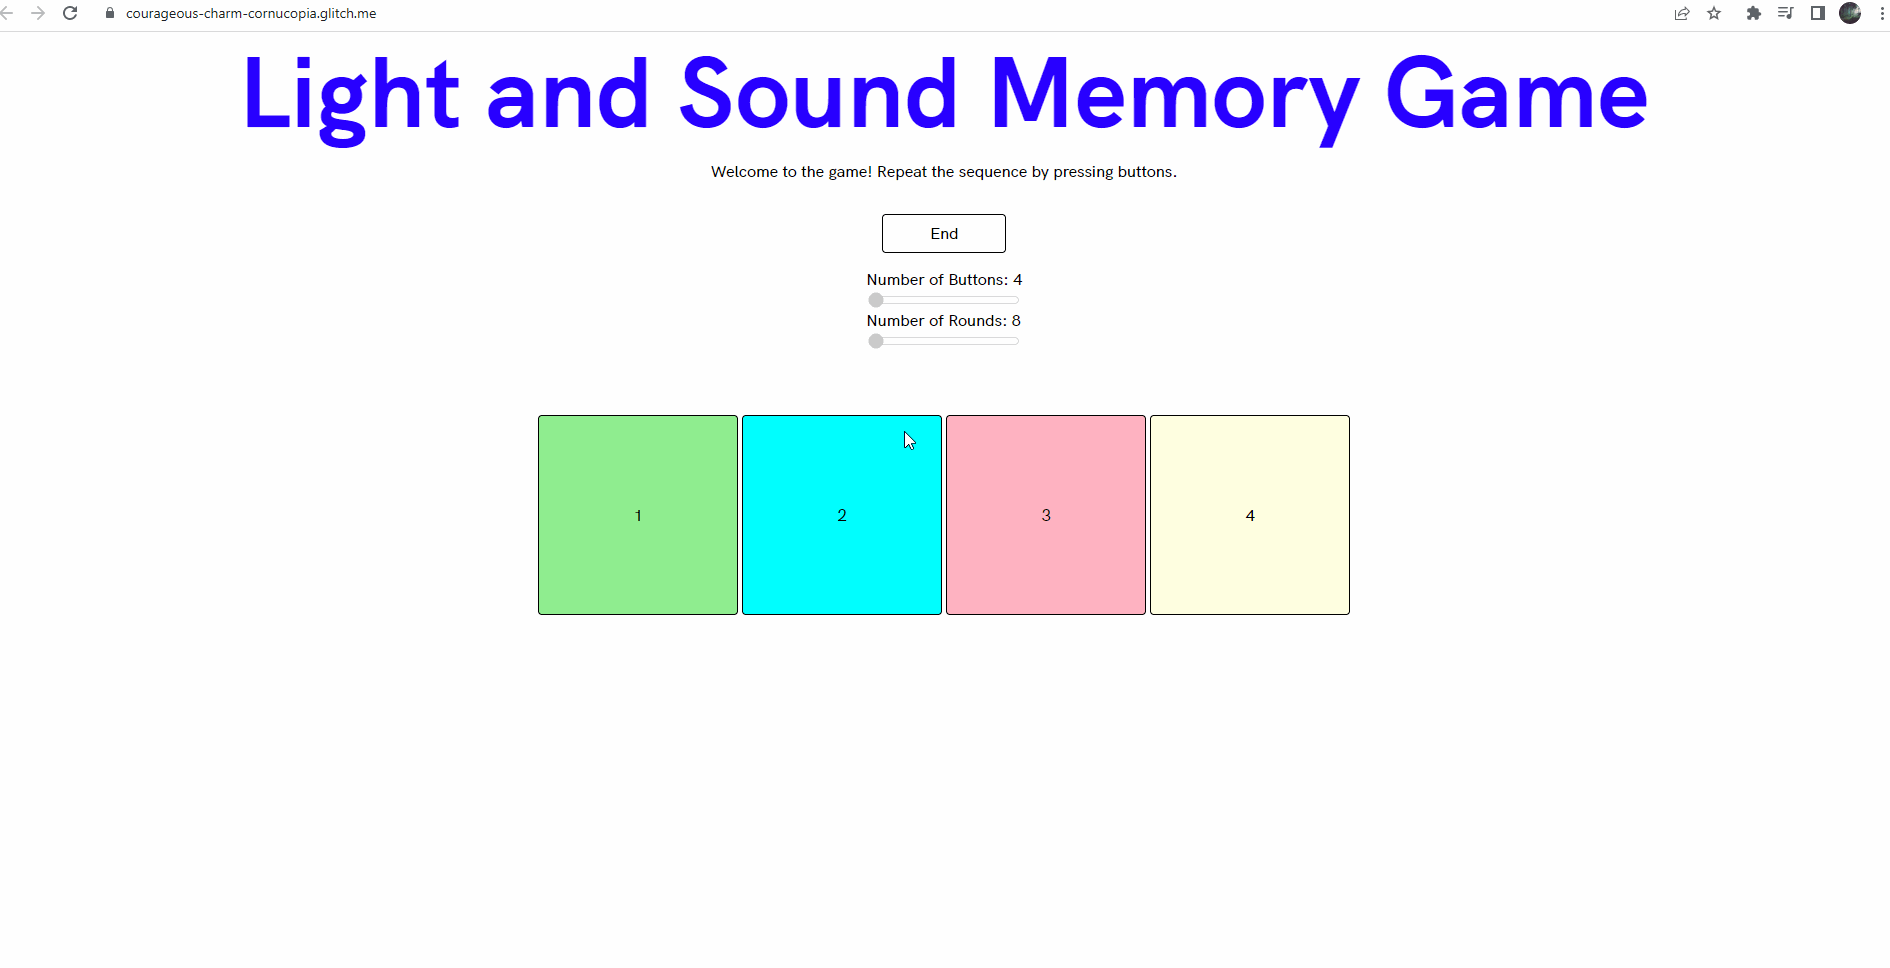 courageous-charm-cornucopia.glitch.me
Light and Sound Memory Game
Welcome to the game! Repeat the sequence by pressing buttons.
End
Number of Buttons: 4
Number of Rounds: 8
1 2 3 4